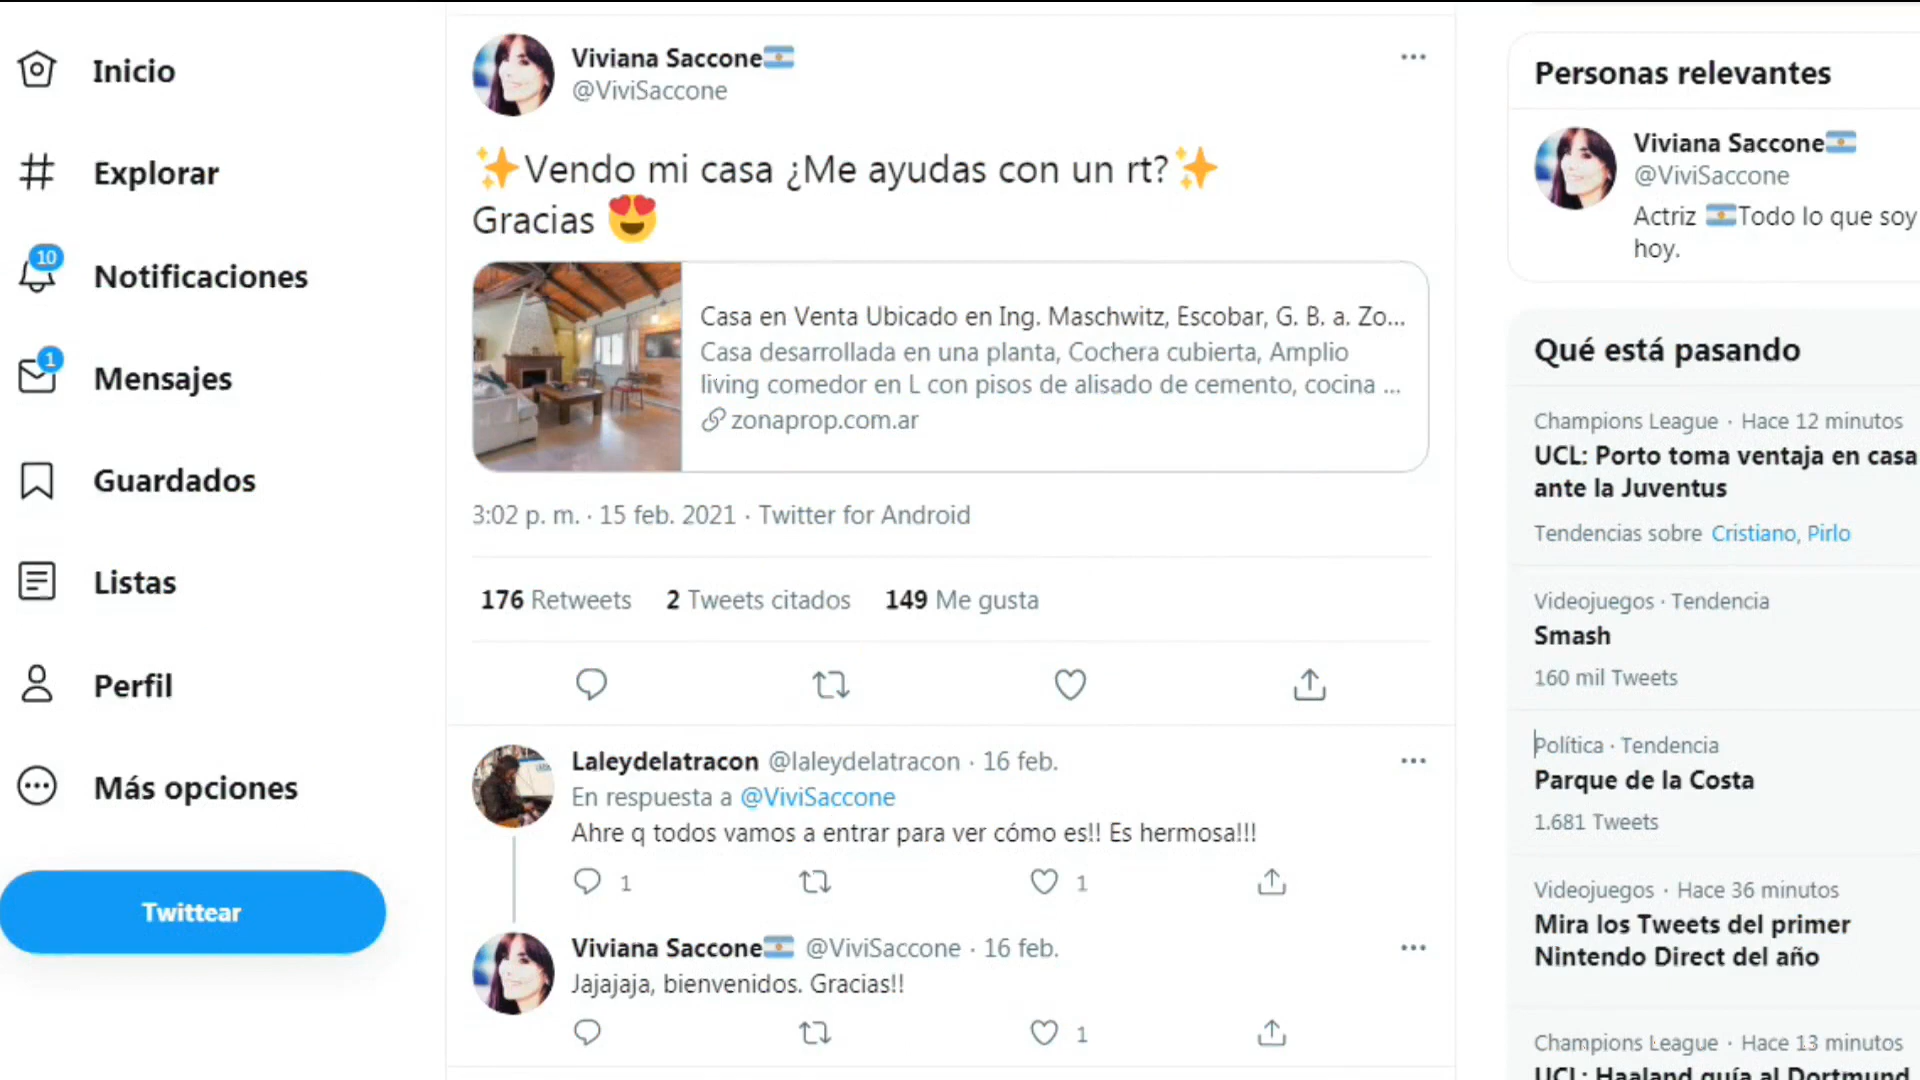 Inicio
Explorar
10
Notificaciones
1
Mensajes
Guardados
Listas
Perfil
Más opciones
Twittear
Viviana Saccone
@ViviSaccone
✨Vendo mi casa ¿Me ayudas con un rt?✨
Gracias 😍
Casa en Venta Ubicado en Ing. Maschwitz, Escobar, G. B. a. Zo...
Casa desarrollada en una planta, Cochera cubierta, Amplio
living comedor en L con pisos de alisado de cemento, cocina ...
zonaprop.com.ar
3:02 p. m. · 15 feb. 2021 · Twitter for Android
176 Retweets 2 Tweets citados 149 Me gusta
Laleydelatracon @laleydelatracon · 16 feb.
En respuesta a @ViviSaccone
Ahre q todos vamos a entrar para ver cómo es!! Es hermosa!!!
1 1
Viviana Saccone @ViviSaccone · 16 feb.
Jajajaja, bienvenidos. Gracias!!
1
Personas relevantes
Viviana Saccone
@ViviSaccone
Actriz Todo lo que soy
hoy.
Qué está pasando
Champions League · Hace 12 minutos
UCL: Porto toma ventaja en casa
ante la Juventus
Tendencias sobre Cristiano, Pirlo
Videojuegos · Tendencia
Smash
160 mil Tweets
Política · Tendencia
Parque de la Costa
1.681 Tweets
Videojuegos · Hace 36 minutos
Mira los Tweets del primer
Nintendo Direct del año
Champions League · Hace 13 minutos
UCL: Haaland guía al Dortmund